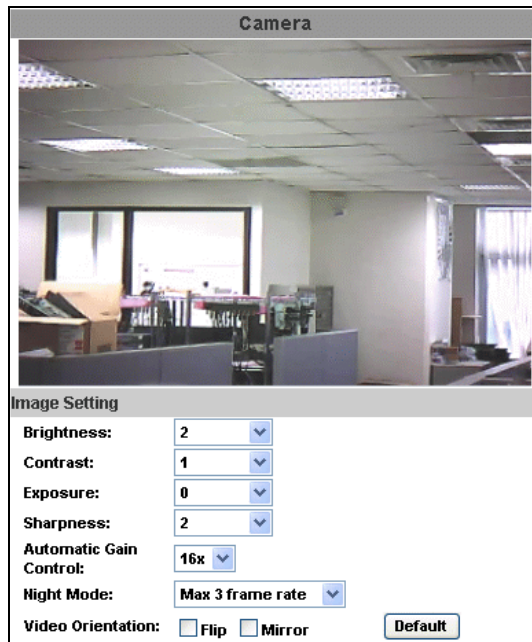 Camera
Image Setting
Brightness: 2
Contrast: 1
Exposure: 0
Sharpness: 2
Automatic Gain
Control: 16x
Night Mode: Max 3 frame rate
Video Orientation: Flip Mirror Default